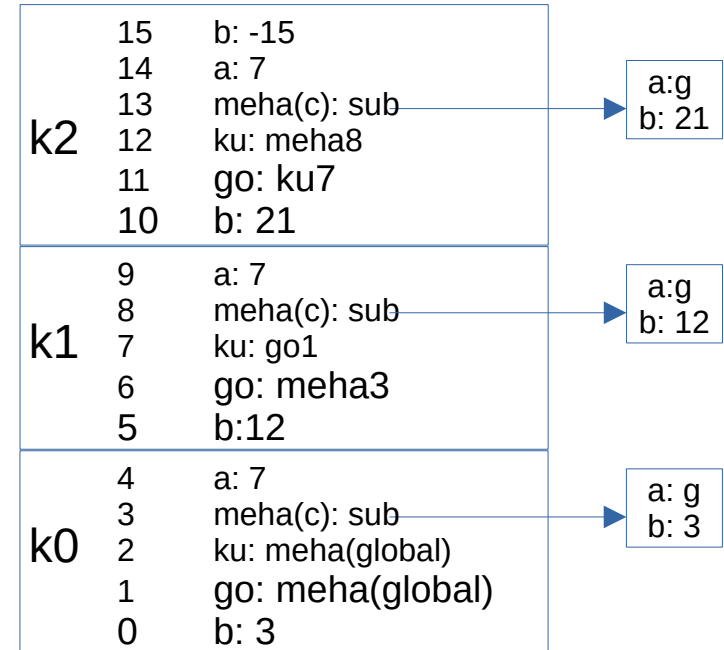 15 b: -15
14 a: 7
13 meha(c): sub
k2 12 ku: meha8
11 go: ku7
10 b: 21
a:g
b: 21
9 a: 7
8 meha(c): sub
k1 7 ku: go1
6 go: meha3
5 b:12
a:g
b: 12
4 a: 7
3 meha(c): sub
k0 2 ku: meha(global)
1 go: meha(global)
0 b: 3
a: g
b: 3